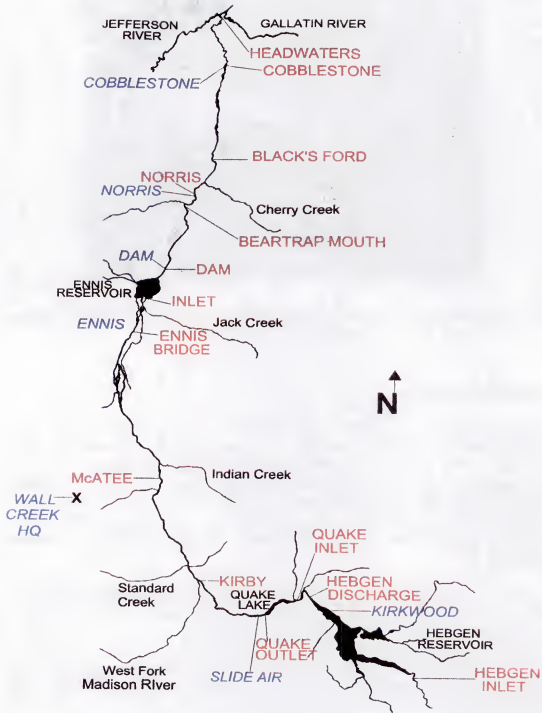 JEFFERSON
RIVER
GALLATIN RIVER
HEADWATERS
COBBLESTONE
COBBLESTONE
BLACK'S FORD
NORRIS
NORRIS
Cherry Creek
BEARTRAP MOUTH
DAM
DAM
ENNIS
RESERVOIR
INLET
ENNIS
Jack Creek
ENNIS
BRIDGE
N
McATEE
Indian Creek
WALL
CREEK
HQ
X
QUAKE
INLET
Standard
Creek
KIRBY
QUAKE
LAKE
HEBGEN
DISCHARGE
KIRKWOOD
HEBGEN
RESERVOIR
QUAKE
OUTLET
SLIDE AIR
West Fork
Madison River
HEBGEN
INLET